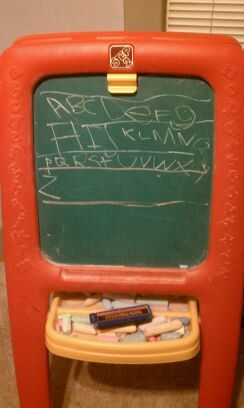 ABCDEFG
HIJKLMNO
PQRSTUVWXY
Z